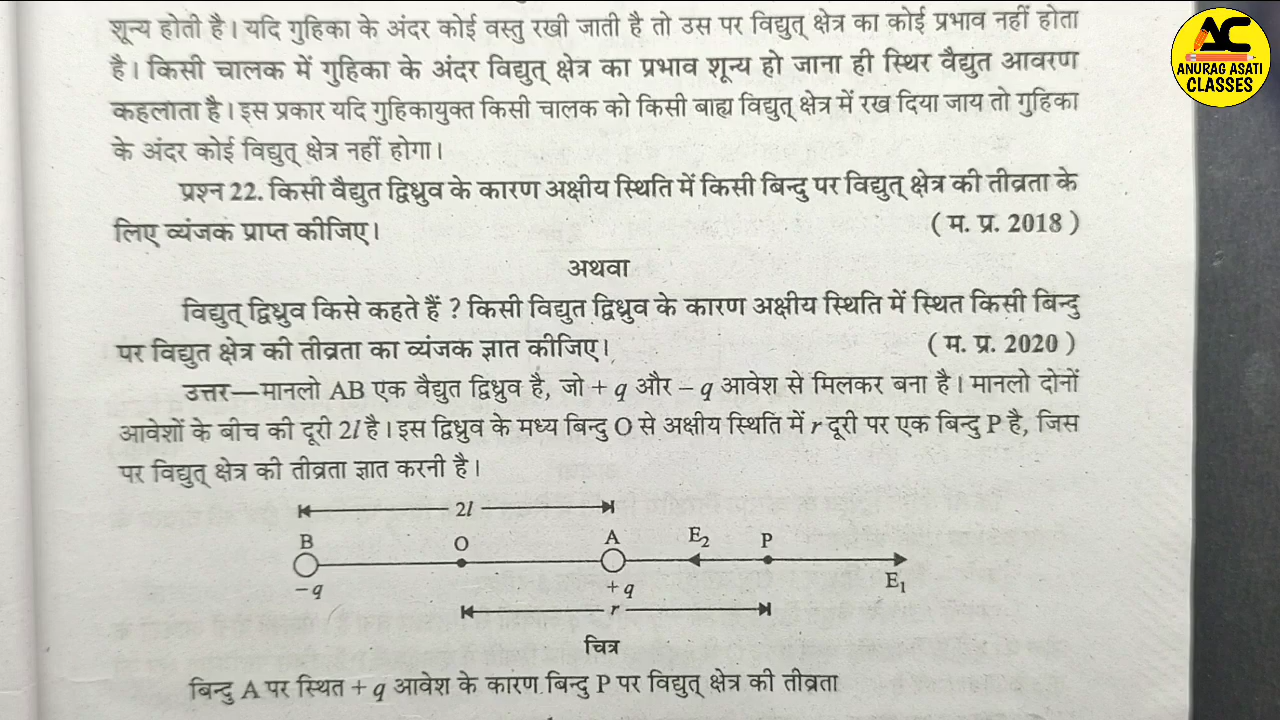 शून्य होती है। यदि गुहिका के अंदर कोई वस्तु रखी जाती है तो उस पर विद्युत् क्षेत्र का कोई प्रभाव नहीं होता
है। किसी चालक में गुहिका के अंदर विद्युत् क्षेत्र का प्रभाव शून्य हो जाना ही स्थिर वैद्युत आवरण
कहलाता है। इस प्रकार यदि गुहिकायुक्त किसी चालक को किसी बाह्य विद्युत् क्षेत्र में रख दिया जाय तो गुहिका
के अंदर कोई विद्युत् क्षेत्र नहीं होगा।
AC
ANURAG ASATI
CLASSES
प्रश्न 22. किसी वैद्युत द्विध्रुव के कारण अक्षीय स्थिति में किसी बिन्दु पर विद्युत् क्षेत्र की तीव्रता के
लिए व्यंजक प्राप्त कीजिए। ( म. प्र. 2018 )
अथवा
विद्युत् द्विध्रुव किसे कहते हैं ? किसी विद्युत द्विध्रुव के कारण अक्षीय स्थिति में स्थित किसी बिन्दु
पर विद्युत क्षेत्र की तीव्रता का व्यंजक ज्ञात कीजिए। ( म. प्र. 2020 )
उत्तर—मानलो AB एक वैद्युत द्विध्रुव है, जो + q और – q आवेश से मिलकर बना है। मानलो दोनों
आवेशों के बीच की दूरी 2l है। इस द्विध्रुव के मध्य बिन्दु O से अक्षीय स्थिति में r दूरी पर एक बिन्दु P है, जिस
पर विद्युत् क्षेत्र की तीव्रता ज्ञात करनी है।
2l
B O A E₂ P
– q + q E₁
r
चित्र
बिन्दु A पर स्थित + q आवेश के कारण बिन्दु P पर विद्युत् क्षेत्र की तीव्रता